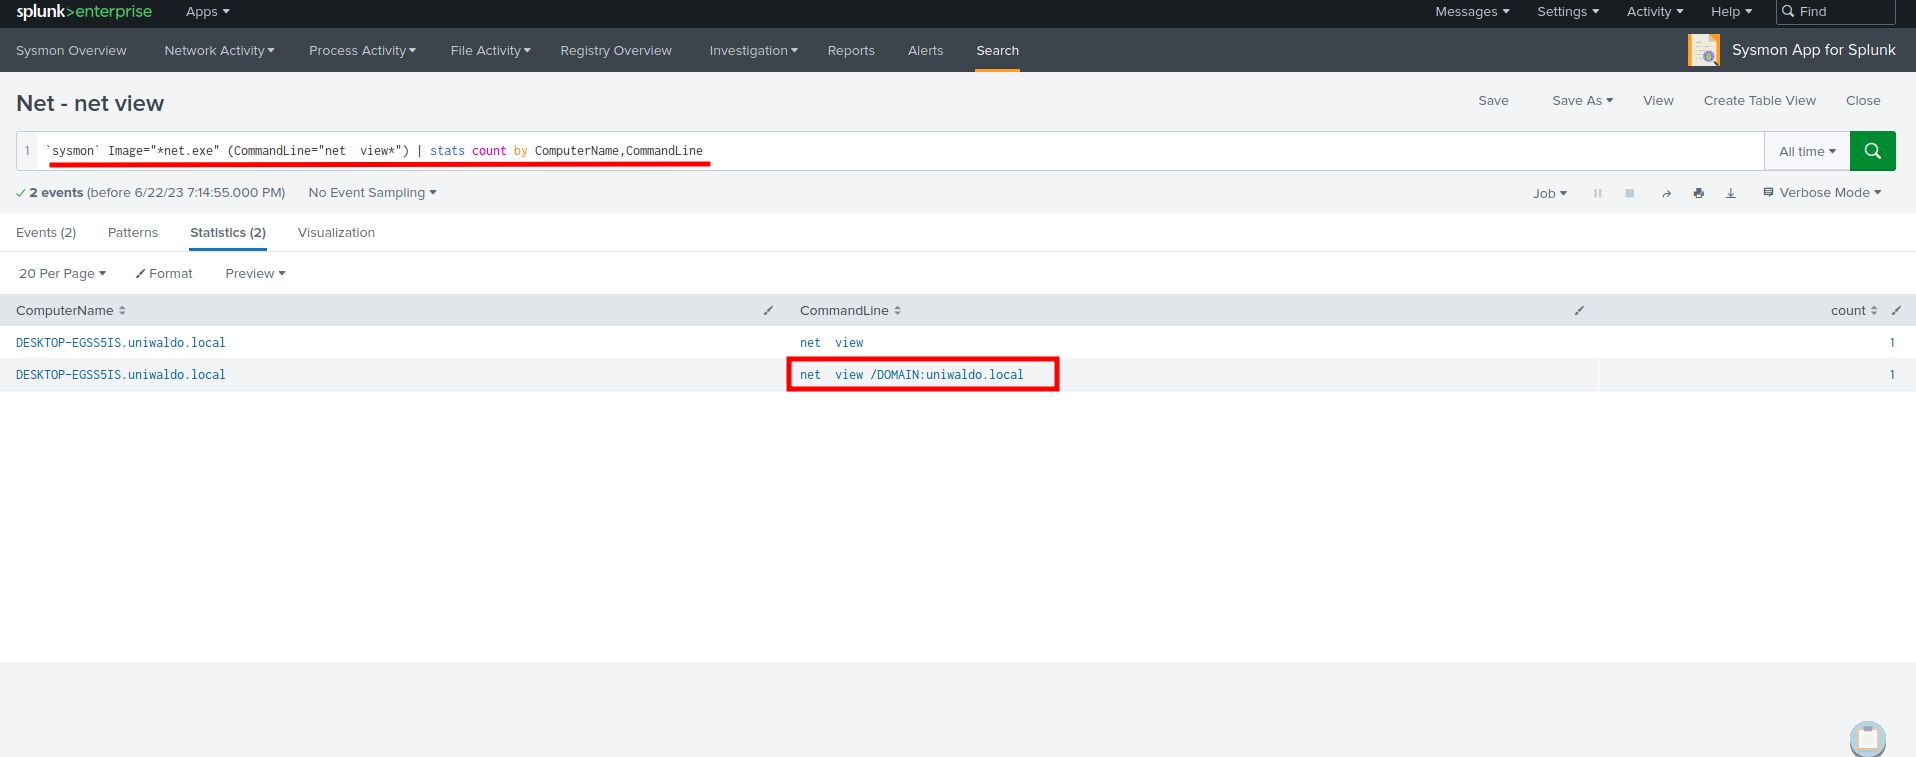 splunk>enterprise Apps Messages Settings Activity Help Find
Sysmon Overview Network Activity Process Activity File Activity Registry Overview Investigation Reports Alerts Search Sysmon App for Splunk
Net - net view Save Save As View Create Table View Close
1 `sysmon` Image="*net.exe" (CommandLine="net  view*") | stats count by ComputerName,CommandLine All time
2 events (before 6/22/23 7:14:55.000 PM) No Event Sampling Job Verbose Mode
Events (2) Patterns Statistics (2) Visualization
20 Per Page Format Preview
ComputerName CommandLine count
DESKTOP-EGSS5IS.uniwaldo.local net  view 1
DESKTOP-EGSS5IS.uniwaldo.local net  view /DOMAIN:uniwaldo.local 1